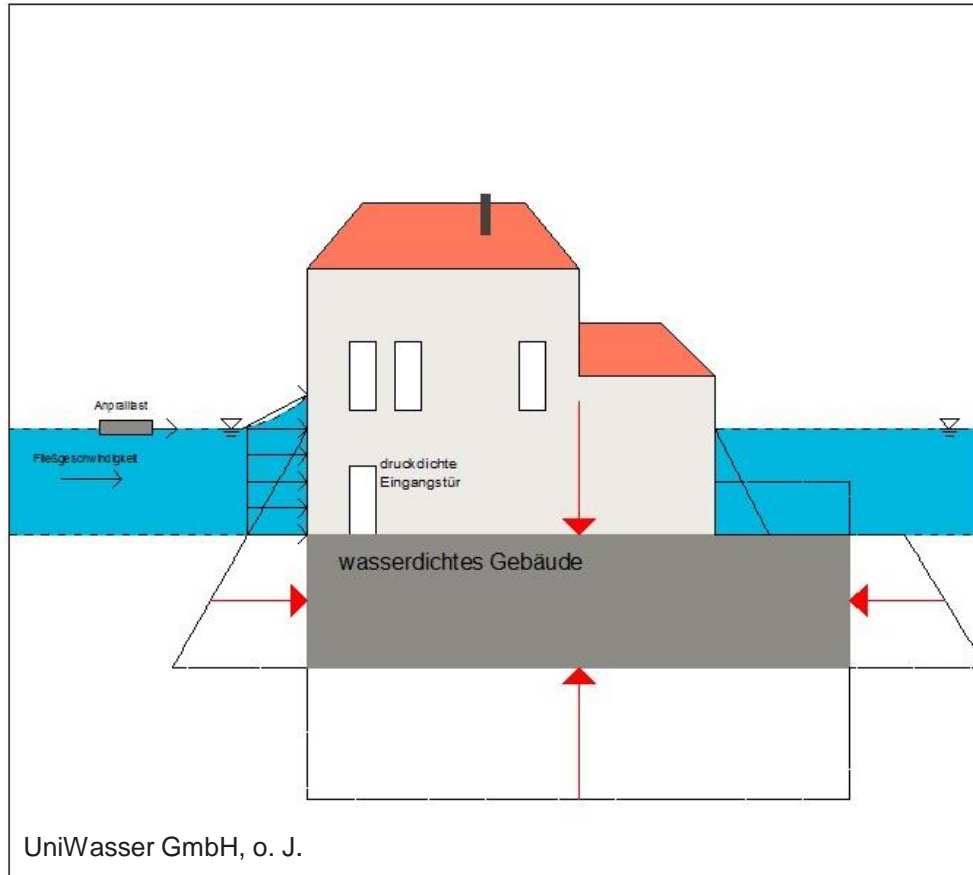 Anprallast
Fließgeschwindigkeit
druckdichte
Eingangstür
wasserdichtes Gebäude
UniWasser GmbH, o. J.